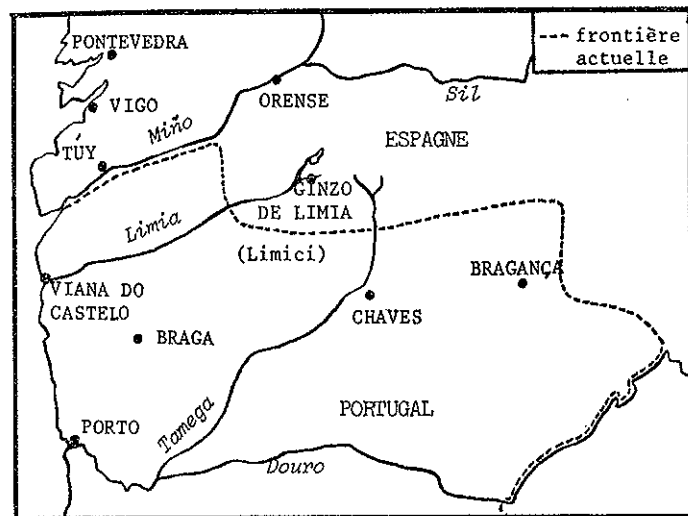 PONTEVEDRA
---- frontière
actuelle
ORENSE
Sil
VIGO
Miño
ESPAGNE
TÚY
GINZO
DE LIMIA
Limia
(Limici)
BRAGANÇA
VIANA DO
CASTELO
CHAVES
BRAGA
Tamega
PORTUGAL
PORTO
Douro